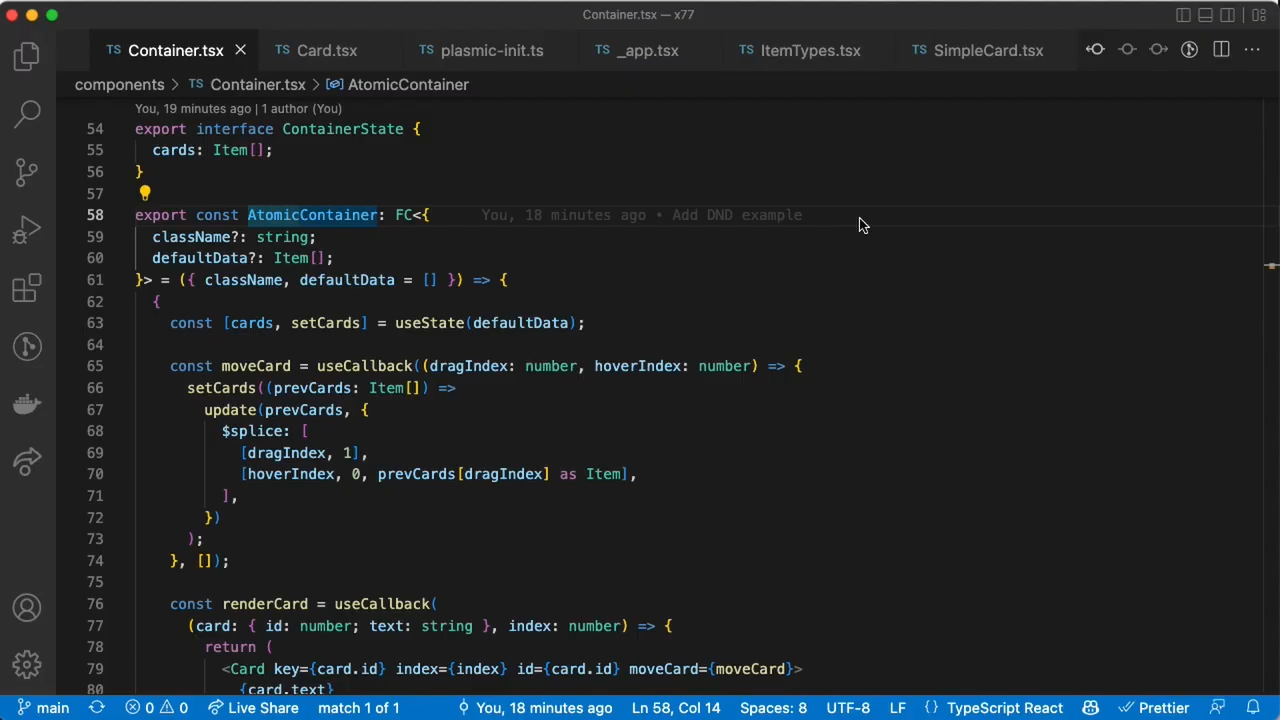 Container.tsx — x77
TS Container.tsx TS Card.tsx TS plasmic-init.ts TS _app.tsx TS ItemTypes.tsx TS SimpleCard.tsx
components > TS Container.tsx > AtomicContainer
You, 19 minutes ago | 1 author (You)
54 export interface ContainerState {
55 cards: Item[];
56 }
57
58 export const AtomicContainer: FC<{ You, 18 minutes ago • Add DND example
59 className?: string;
60 defaultData?: Item[];
61 }> = ({ className, defaultData = [] }) => {
62 {
63 const [cards, setCards] = useState(defaultData);
64
65 const moveCard = useCallback((dragIndex: number, hoverIndex: number) => {
66 setCards((prevCards: Item[]) =>
67 update(prevCards, {
68 $splice: [
69 [dragIndex, 1],
70 [hoverIndex, 0, prevCards[dragIndex] as Item],
71 ],
72 })
73 );
74 }, []);
75
76 const renderCard = useCallback(
77 (card: { id: number; text: string }, index: number) => {
78 return (
79 <Card key={card.id} index={index} id={card.id} moveCard={moveCard}>
80 {card.text}
main 0 0 Live Share match 1 of 1 You, 18 minutes ago Ln 58, Col 14 Spaces: 8 UTF-8 LF {} TypeScript React Prettier